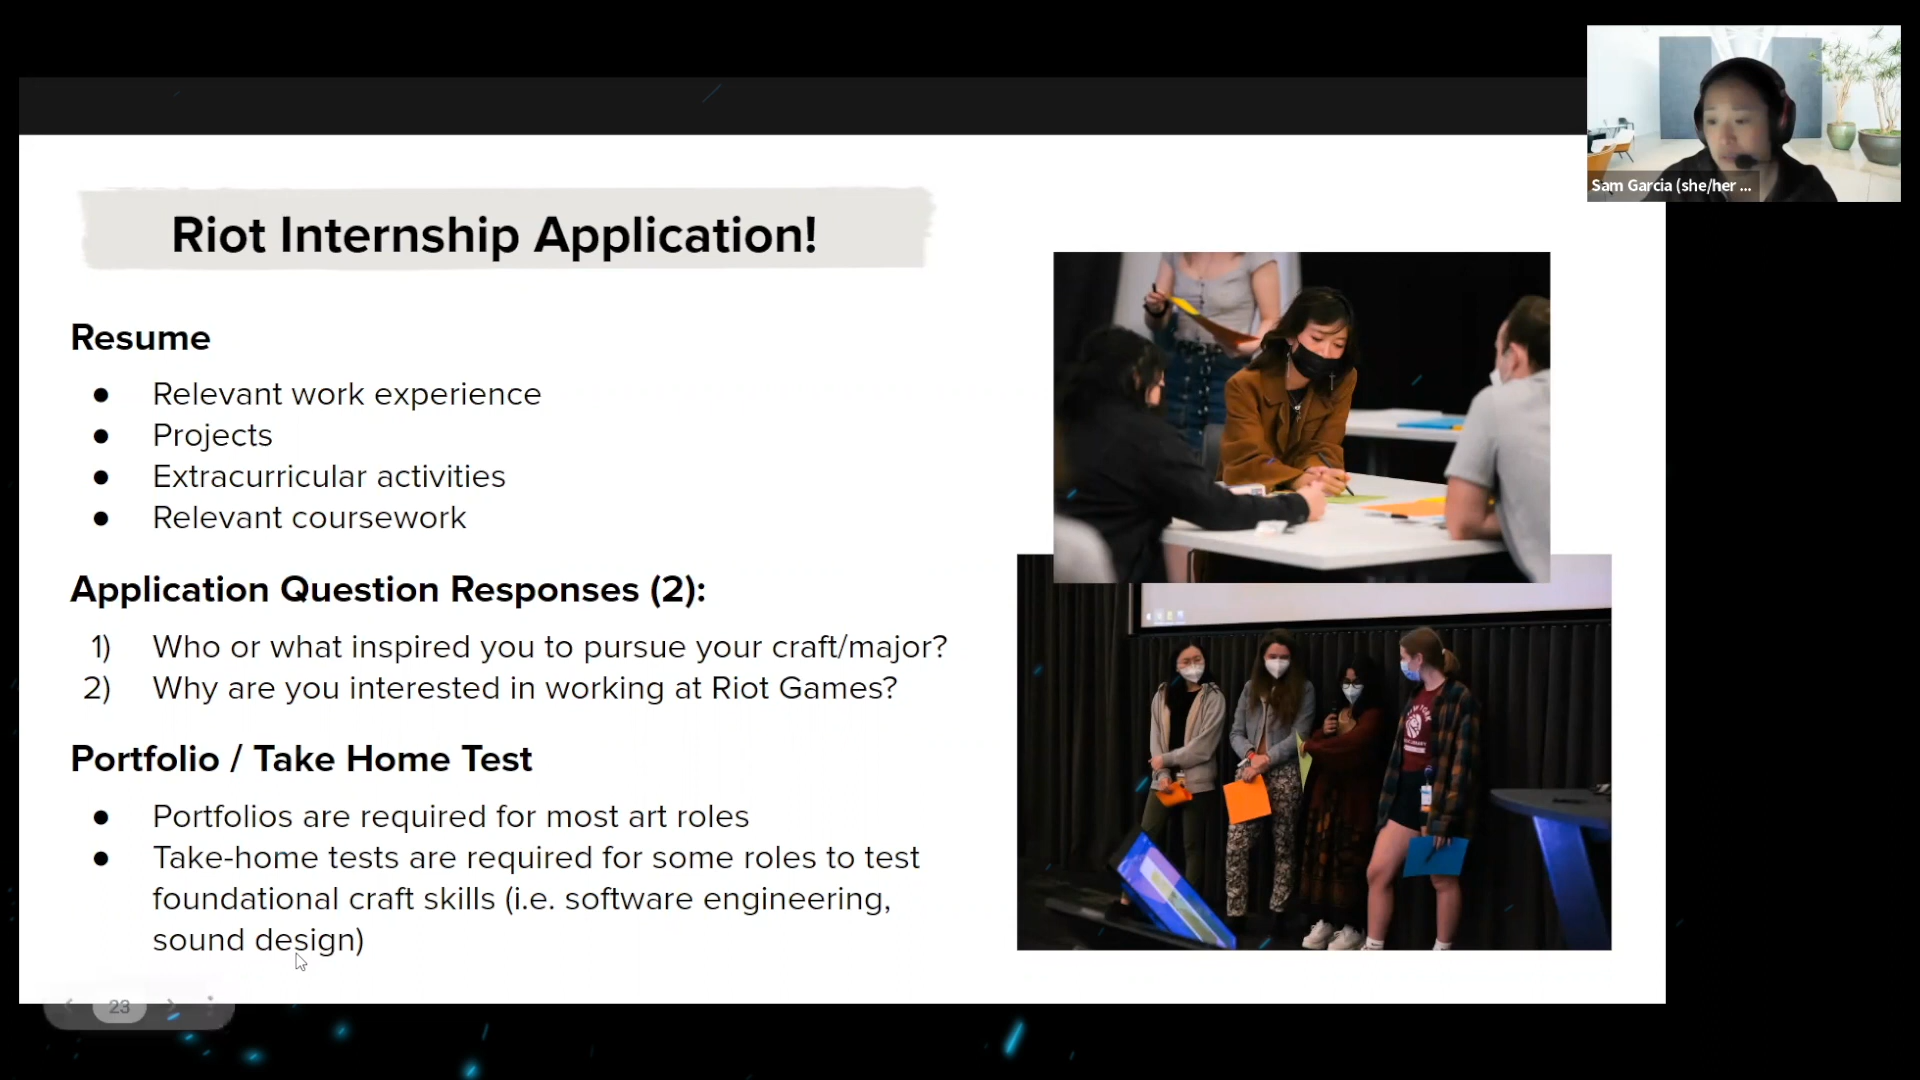 Sam Garcia (she/her ...
Riot Internship Application!
Resume
● Relevant work experience
● Projects
● Extracurricular activities
● Relevant coursework
Application Question Responses (2):
1) Who or what inspired you to pursue your craft/major?
2) Why are you interested in working at Riot Games?
Portfolio / Take Home Test
● Portfolios are required for most art roles
● Take-home tests are required for some roles to test
foundational craft skills (i.e. software engineering,
sound design)
23